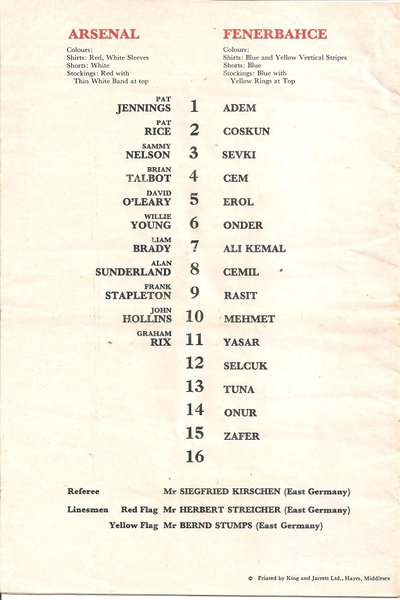 ARSENAL FENERBAHCE
Colours: Colours:
Shirts: Red, White Sleeves Shirts: Blue and Yellow Vertical Stripes
Shorts: White Shorts: Blue
Stockings: Red with Stockings: Blue with
Thin White Band at top Yellow Rings at Top
PAT
JENNINGS 1 ADEM
PAT
RICE 2 COSKUN
SAMMY
NELSON 3 SEVKI
BRIAN
TALBOT 4 CEM
DAVID
O'LEARY 5 EROL
WILLIE
YOUNG 6 ONDER
LIAM
BRADY 7 ALI KEMAL
ALAN
SUNDERLAND 8 CEMIL
FRANK
STAPLETON 9 RASIT
JOHN
HOLLINS 10 MEHMET
GRAHAM
RIX 11 YASAR
12 SELCUK
13 TUNA
14 ONUR
15 ZAFER
16
Referee Mr SIEGFRIED KIRSCHEN (East Germany)
Linesmen Red Flag Mr HERBERT STREICHER (East Germany)
Yellow Flag Mr BERND STUMPS (East Germany)
© Printed by King and Jarrett Ltd., Hayes, Middlesex